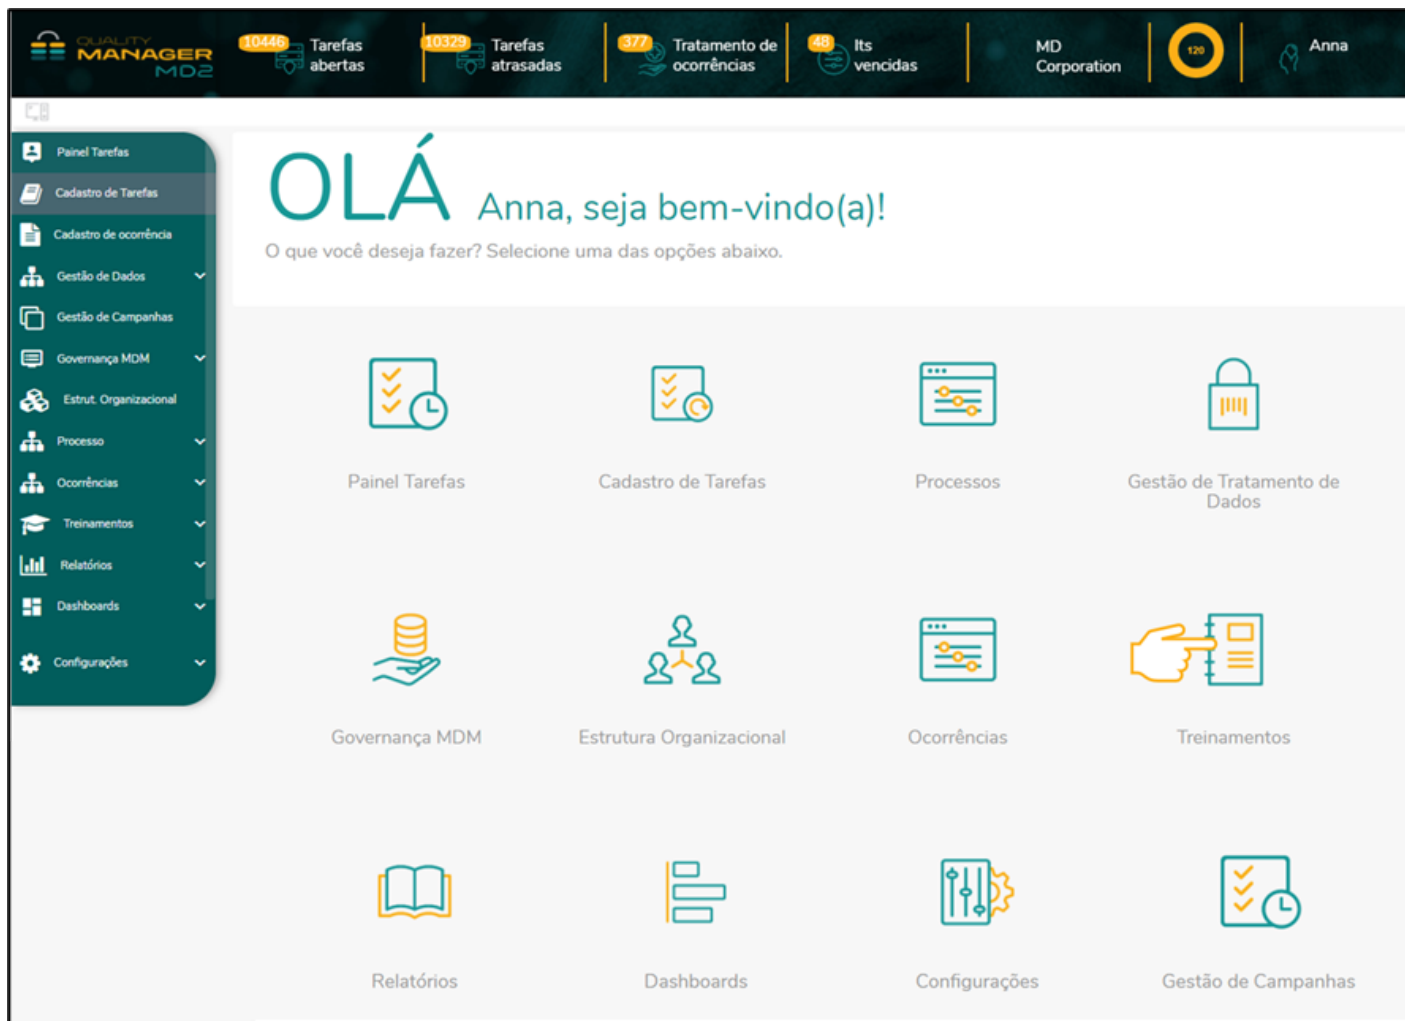 QUALITY
MANAGER
MD2
10446
Tarefas
abertas
10329
Tarefas
atrasadas
377
Tratamento de
ocorrências
48
Its
vencidas
MD
Corporation
120
Anna
Painel Tarefas
Cadastro de Tarefas
Cadastro de ocorrência
Gestão de Dados
Gestão de Campanhas
Governança MDM
Estrut. Organizacional
Processo
Ocorrências
Treinamentos
Relatórios
Dashboards
Configurações
OLÁ Anna, seja bem-vindo(a)!
O que você deseja fazer? Selecione uma das opções abaixo.
Painel Tarefas
Cadastro de Tarefas
Processos
Gestão de Tratamento de
Dados
Governança MDM
Estrutura Organizacional
Ocorrências
Treinamentos
Relatórios
Dashboards
Configurações
Gestão de Campanhas